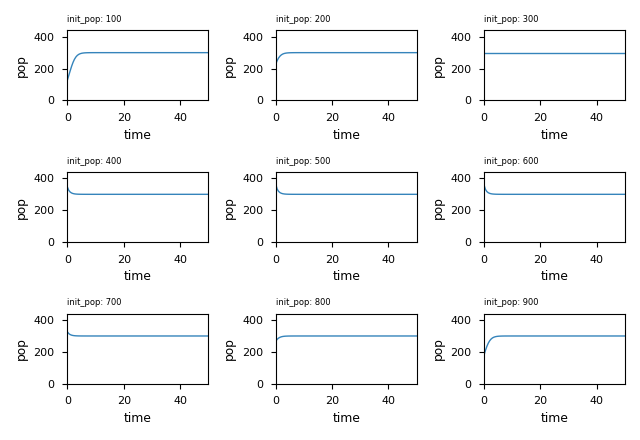 init_pop: 100
400
200
0
pop
0 20 40
time
init_pop: 200
400
200
0
pop
0 20 40
time
init_pop: 300
400
200
0
pop
0 20 40
time
init_pop: 400
400
200
0
pop
0 20 40
time
init_pop: 500
400
200
0
pop
0 20 40
time
init_pop: 600
400
200
0
pop
0 20 40
time
init_pop: 700
400
200
0
pop
0 20 40
time
init_pop: 800
400
200
0
pop
0 20 40
time
init_pop: 900
400
200
0
pop
0 20 40
time